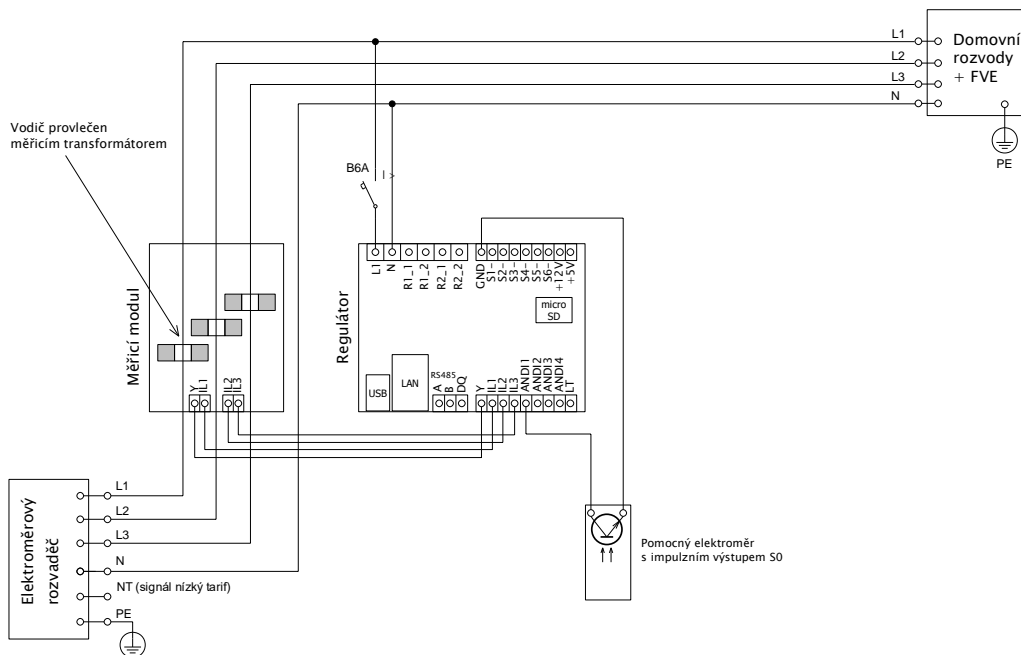 L1
L2
L3
N
Domovní
rozvody
+ FVE
PE
Vodič provlečen
měřicím transformátorem
B6A
I >
Měřicí modul
Y
IL1
IL2
IL3
Regulátor
L1
N
R1_1
R1_2
R2_1
R2_2
GND
S1-
S2-
S3-
S4-
S5-
S6-
+12V
+5V
micro
SD
USB
LAN
RS485
A
B
DQ
Y
IL1
IL2
IL3
ANDI1
ANDI2
ANDI3
ANDI4
LT
Elektroměrový
rozvaděč
L1
L2
L3
N
NT (signál nízký tarif)
PE
Pomocný elektroměr
s impulzním výstupem S0